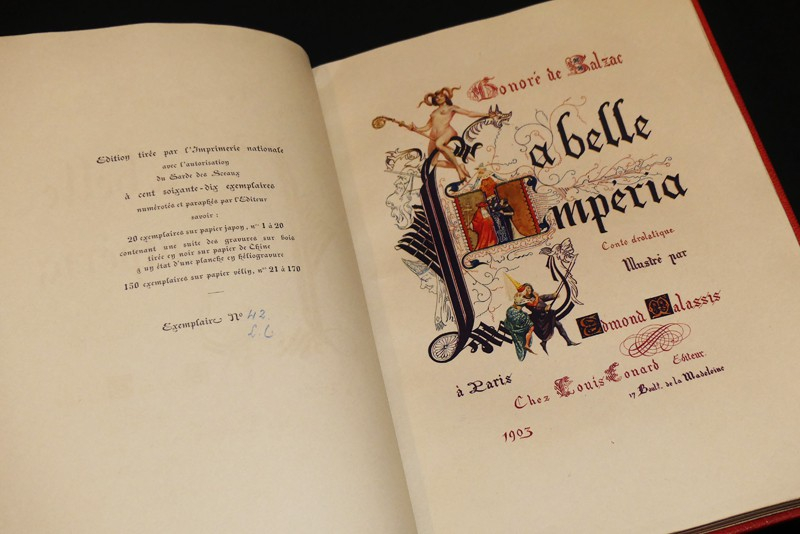 Edition tirée par l'Imprimerie nationale
avec l'autorisation
du Garde des Sceaux
à cent soixante-dix exemplaires
numérotés et paraphés par l'Editeur
savoir :
20 exemplaires sur papier japon, nos 1 à 20
contenant une suite des gravures sur bois
tirée en noir sur papier de Chine
& un état d'une planche en héliogravure
150 exemplaires sur papier vélin, nos 21 à 170
Exemplaire No 42
L.C.
Honoré de Balzac
La belle
Impéria
Conte drolatique
Illustré par
Edmond Malassis
à Paris
Chez Louis Conard Editeur
17 Boult. de la Madeleine
1903